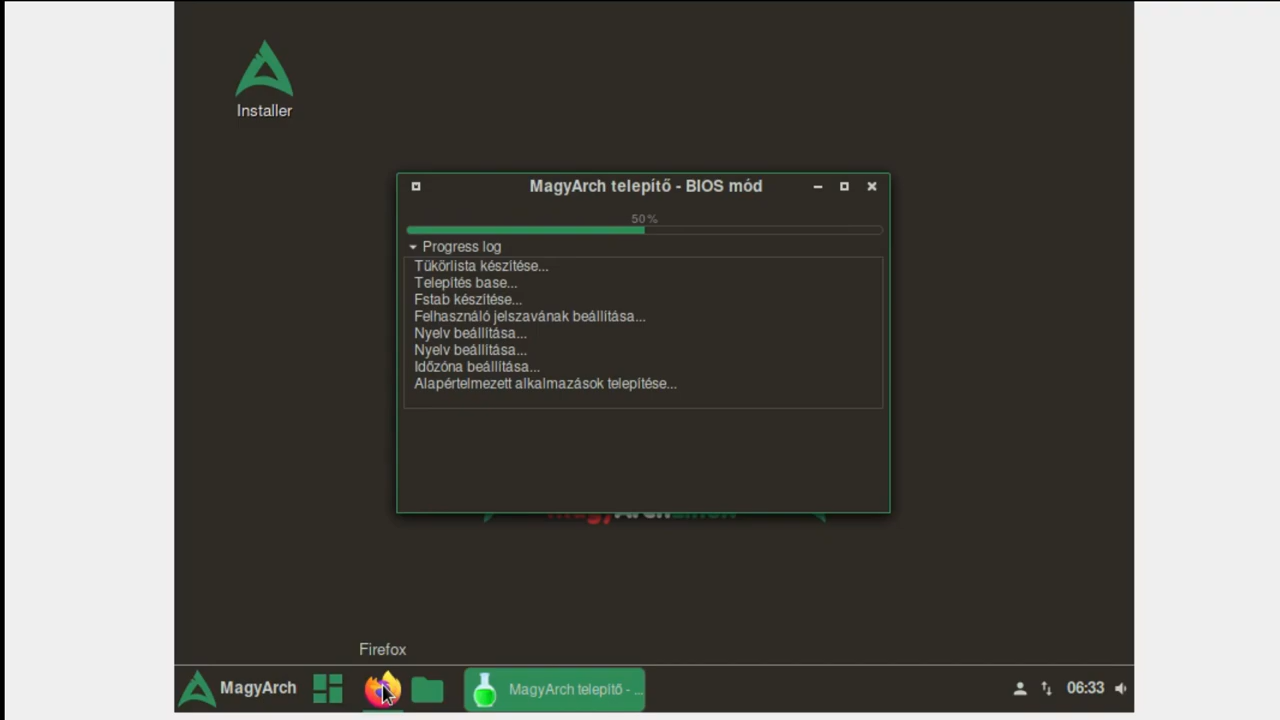 Installer
MagyArch telepítő - BIOS mód
50%
Progress log
Tükörlista készítése...
Telepítés base...
Fstab készítése...
Felhasználó jelszavának beállítása...
Nyelv beállítása...
Nyelv beállítása...
Időzóna beállítása...
Alapértelmezett alkalmazások telepítése...
Firefox
MagyArch
MagyArch telepítő - ...
06:33